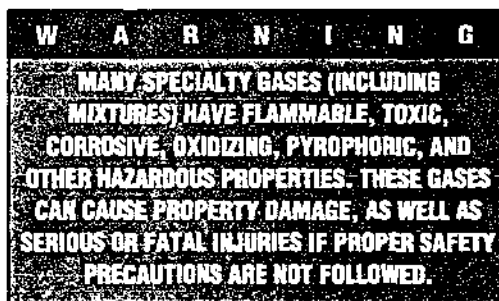 WARNING
MANY SPECIALTY GASES (INCLUDING
MIXTURES) HAVE FLAMMABLE, TOXIC,
CORROSIVE, OXIDIZING, PYROPHORIC, AND
OTHER HAZARDOUS PROPERTIES. THESE GASES
CAN CAUSE PROPERTY DAMAGE, AS WELL AS
SERIOUS OR FATAL INJURIES IF PROPER SAFETY
PRECAUTIONS ARE NOT FOLLOWED.